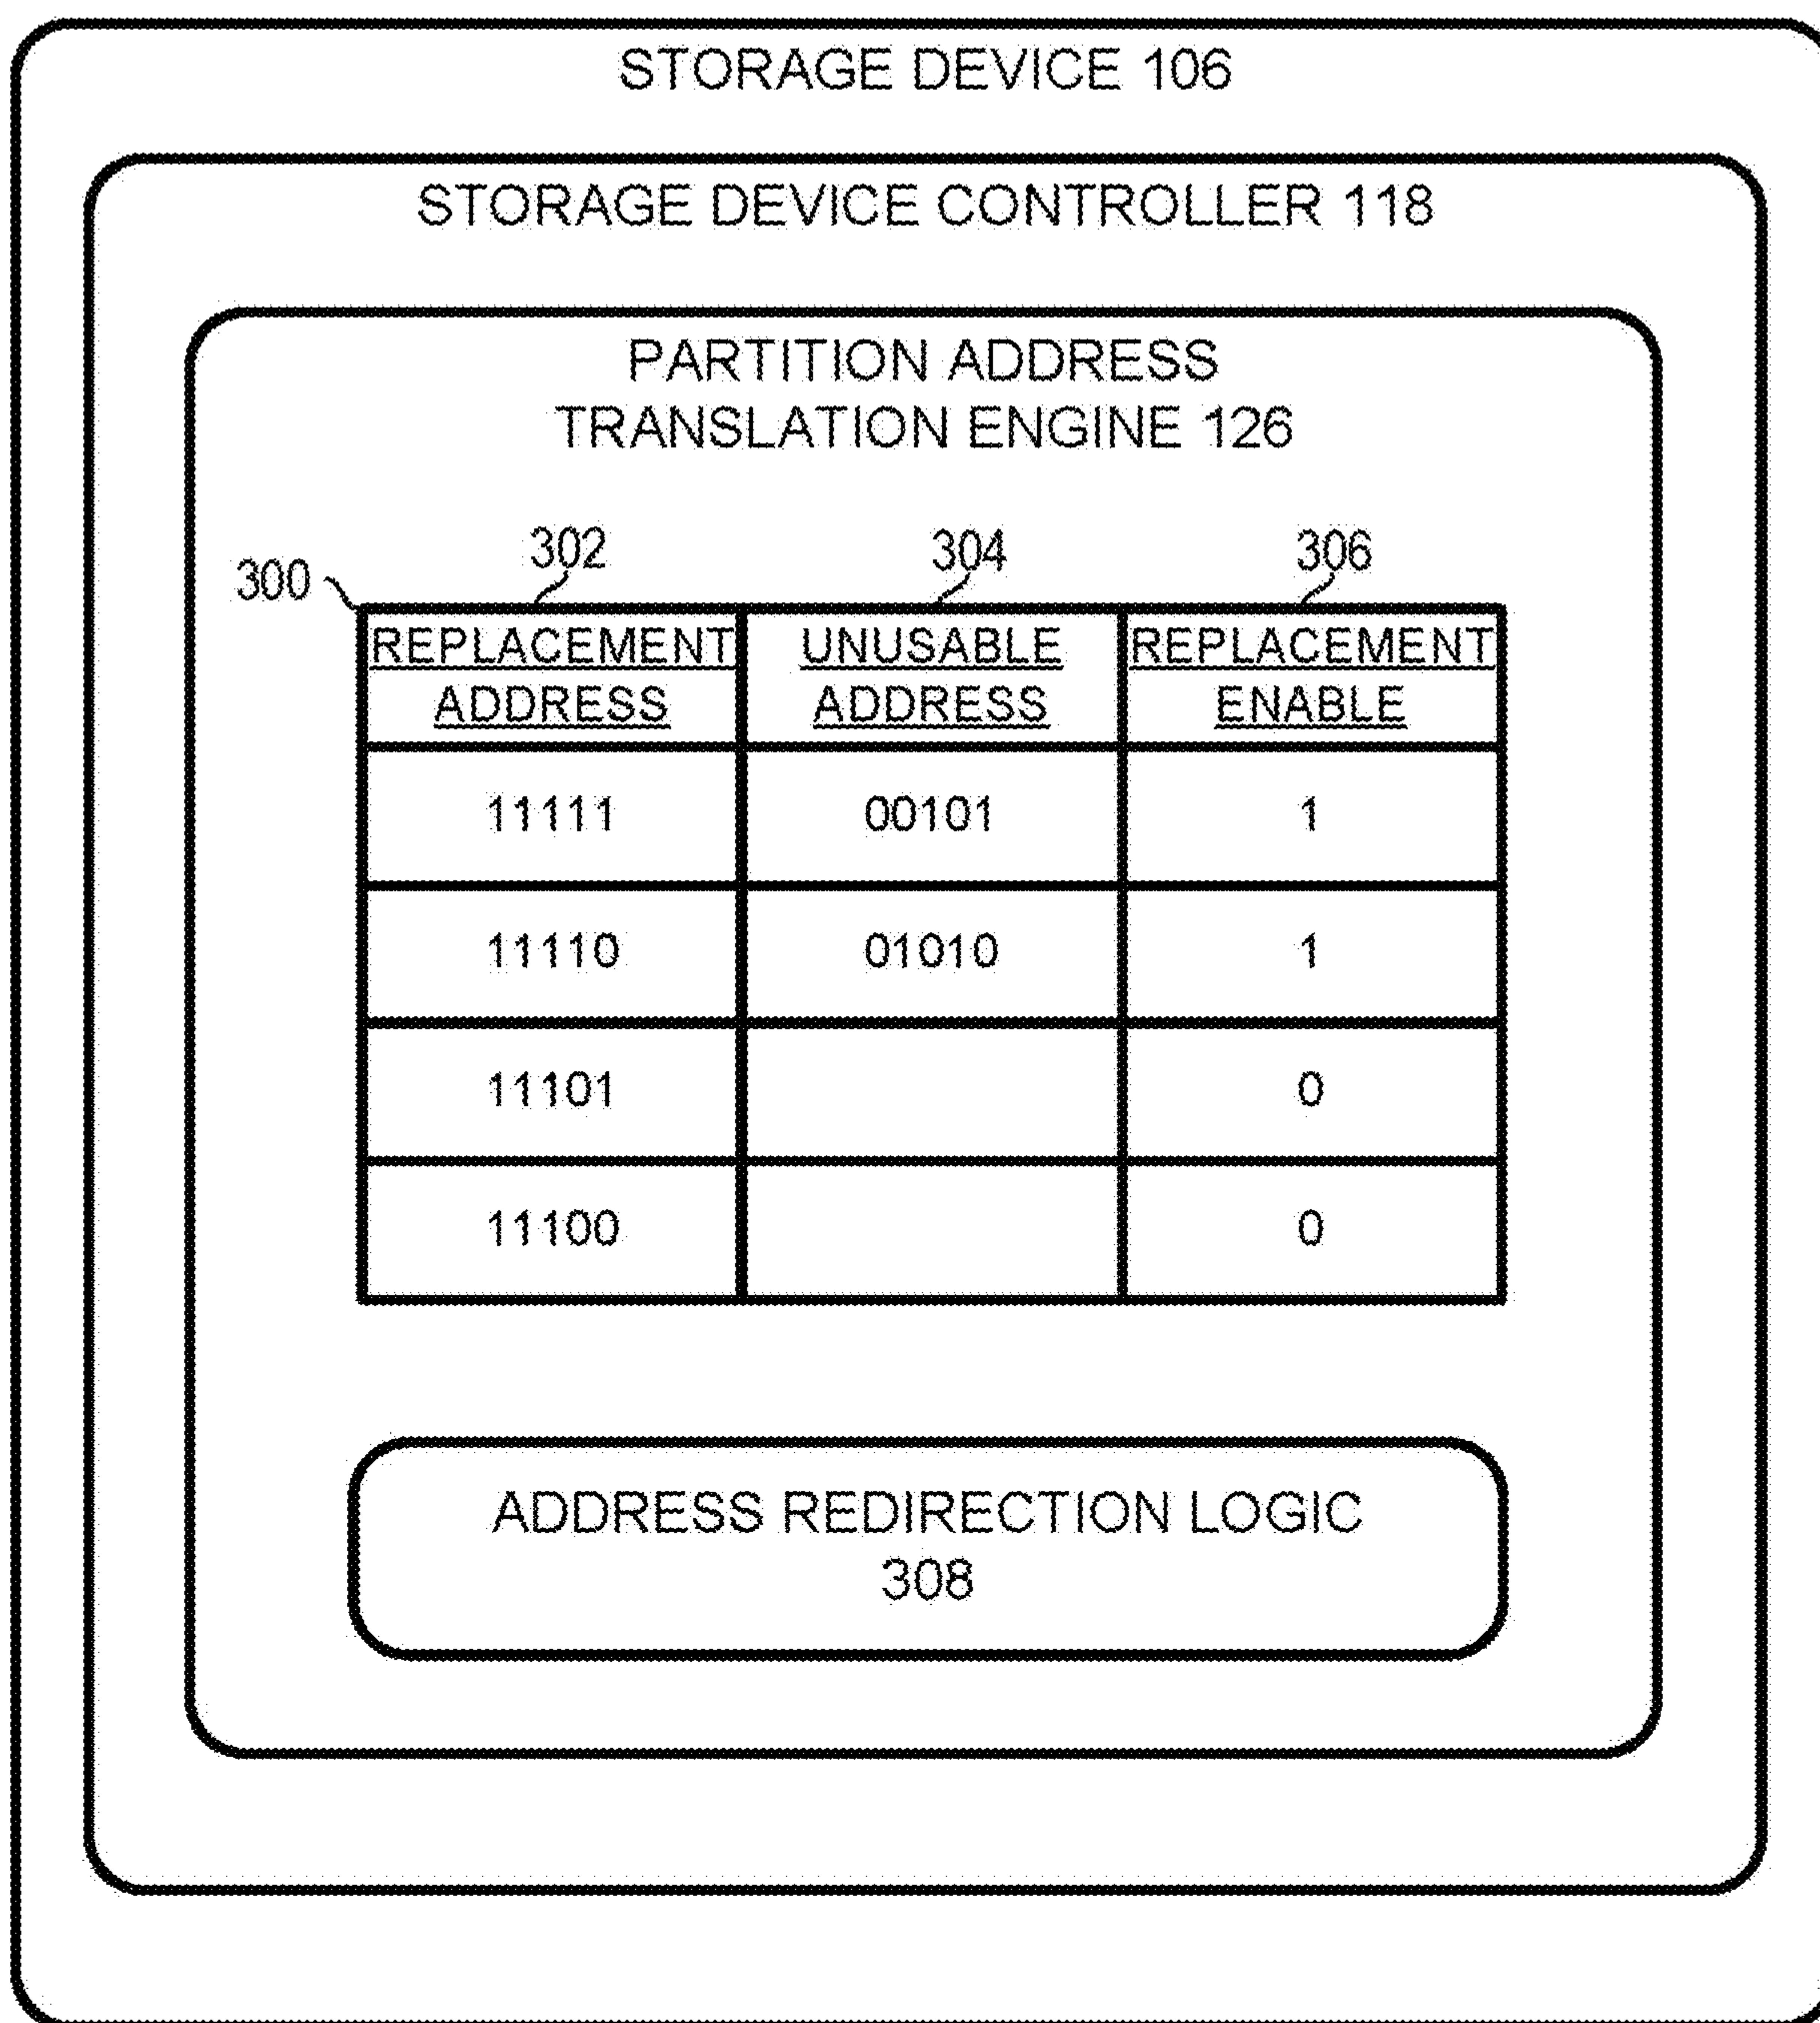 STORAGE DEVICE 106
STORAGE DEVICE CONTROLLER 118
PARTITION ADDRESS
TRANSLATION ENGINE 126
300
302 304 306
REPLACEMENT ADDRESS UNUSABLE ADDRESS REPLACEMENT ENABLE
11111 00101 1
11110 01010 1
11101 0
11100 0
ADDRESS REDIRECTION LOGIC
308